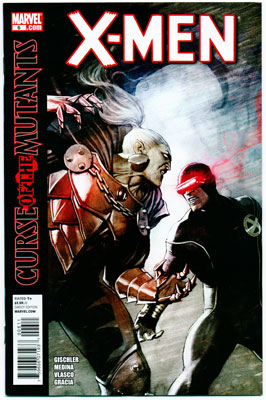 MARVEL
6 .com
X-MEN
CURSE OF THE MUTANTS
RATED T+
$3.99 US
DIRECT EDITION
MARVEL.COM
GISCHLER
MEDINA
VLASCO
GRACIA